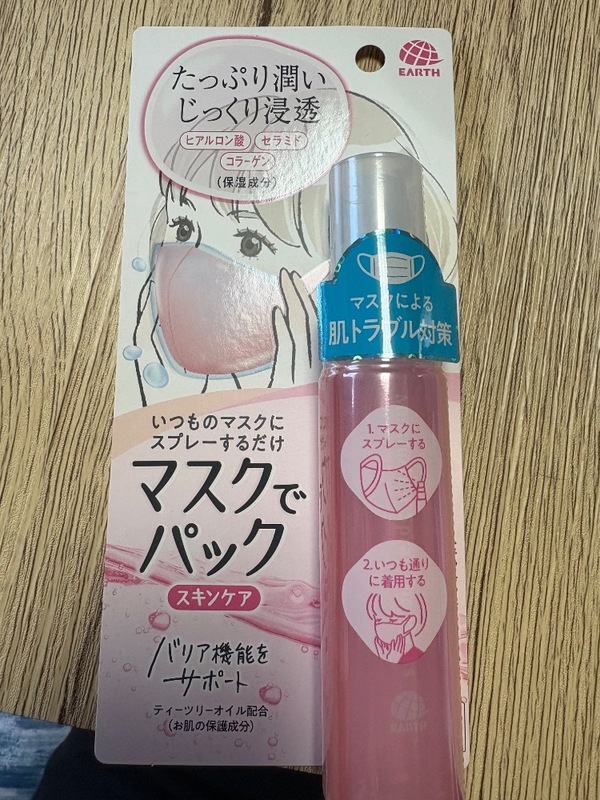 たっぷり潤い
じっくり浸透
ヒアルロン酸 セラミド
コラーゲン
(保湿成分)
EARTH
マスクによる
肌トラブル対策
いつものマスクに
スプレーするだけ
マスクで
パック
スキンケア
バリア機能を
サポート
ティーツリーオイル配合
(お肌の保護成分)
1.マスクに
スプレーする
2.いつも通り
に着用する
EARTH